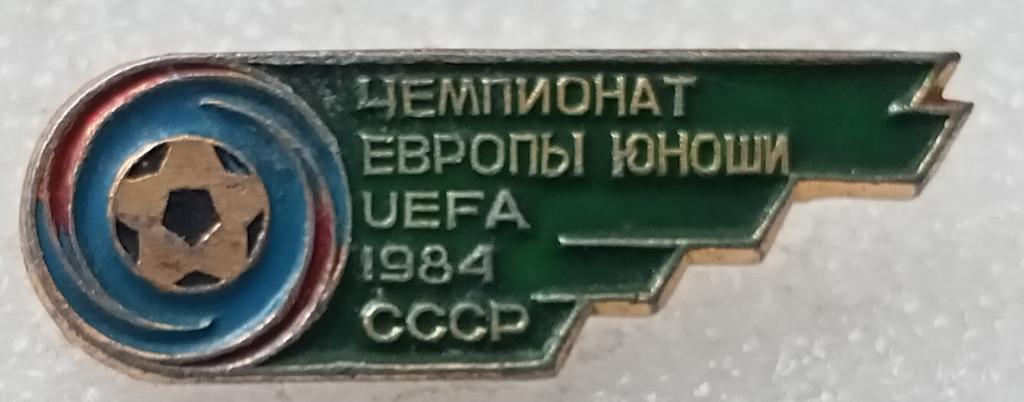 ЧЕМПИОНАТ
ЕВРОПЫ ЮНОШИ
UEFA
1984
СССР